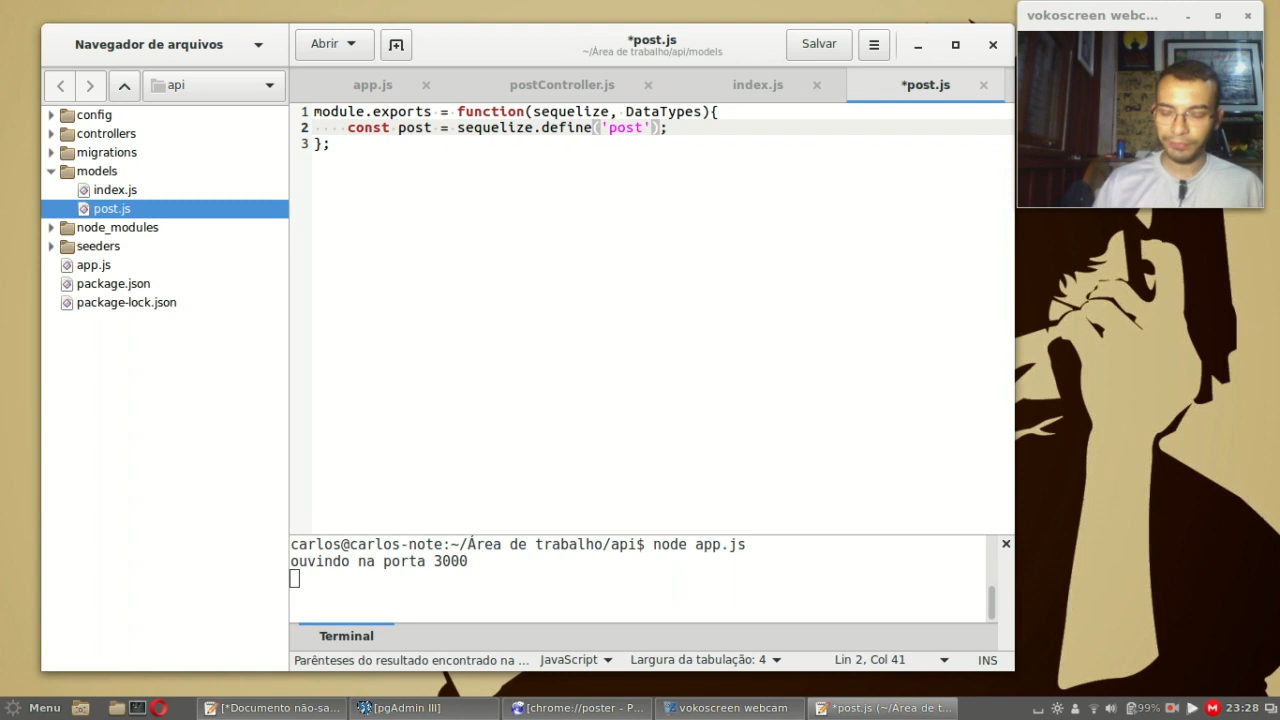 vokoscreen webc...
Navegador de arquivos
Abrir
*post.js
~/Área de trabalho/api/models
Salvar
api
app.js
postController.js
index.js
*post.js
config
controllers
migrations
models
index.js
post.js
node_modules
seeders
app.js
package.json
package-lock.json
1 module.exports = function(sequelize, DataTypes){
2 const post = sequelize.define('post');
3 };
carlos@carlos-note:~/Área de trabalho/api$ node app.js
ouvindo na porta 3000
Terminal
Parênteses do resultado encontrado na ...
JavaScript
Largura da tabulação: 4
Lin 2, Col 41
INS
Menu
[*Documento não-sa...
[pgAdmin III]
[chrome://poster - P...
vokoscreen webcam
*post.js (~/Área de t...
99%
23:28